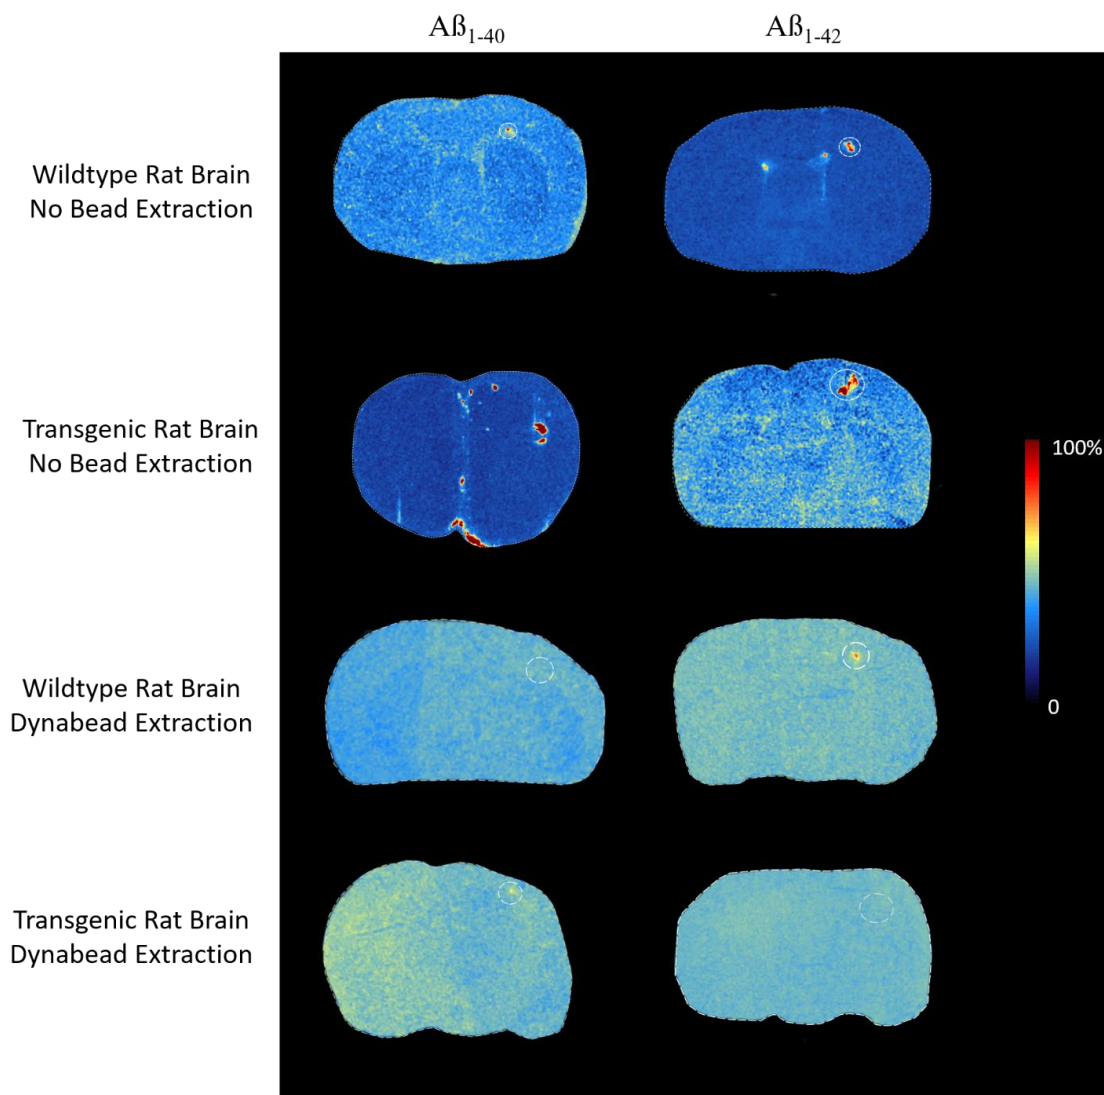 Aß₁₋₄₀
Aß₁₋₄₂
Wildtype Rat Brain
No Bead Extraction
Transgenic Rat Brain
No Bead Extraction
100%
Wildtype Rat Brain
Dynabead Extraction
0
Transgenic Rat Brain
Dynabead Extraction